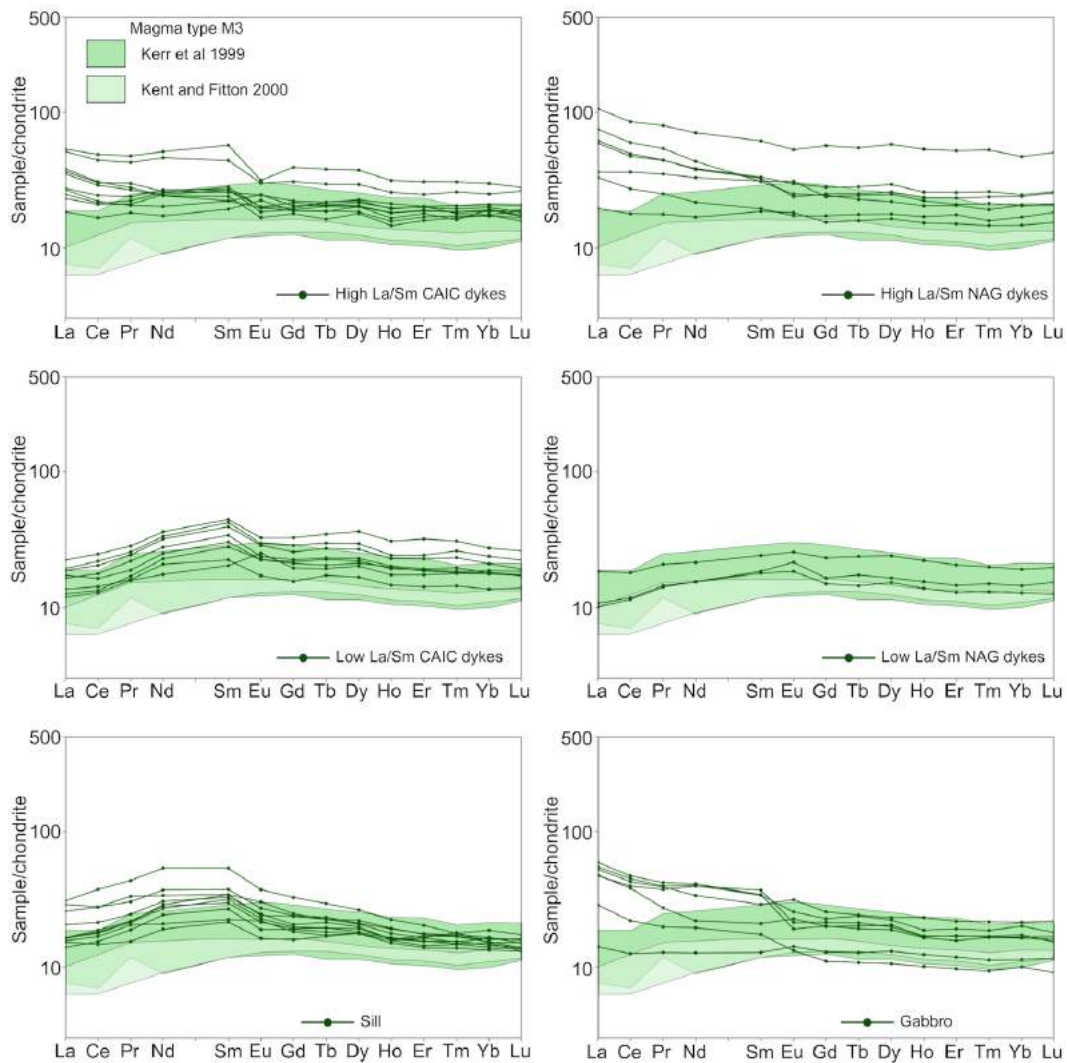 500
Magma type M3
Kerr et al 1999
Kent and Fitton 2000
100
Sample/chondrite
10
High La/Sm CAIC dykes
La Ce Pr Nd Sm Eu Gd Tb Dy Ho Er Tm Yb Lu
500
100
Sample/chondrite
10
High La/Sm NAG dykes
La Ce Pr Nd Sm Eu Gd Tb Dy Ho Er Tm Yb Lu
500
100
Sample/chondrite
10
Low La/Sm CAIC dykes
La Ce Pr Nd Sm Eu Gd Tb Dy Ho Er Tm Yb Lu
500
100
Sample/chondrite
10
Low La/Sm NAG dykes
La Ce Pr Nd Sm Eu Gd Tb Dy Ho Er Tm Yb Lu
500
100
Sample/chondrite
10
Sill
La Ce Pr Nd Sm Eu Gd Tb Dy Ho Er Tm Yb Lu
500
100
Sample/chondrite
10
Gabbro
La Ce Pr Nd Sm Eu Gd Tb Dy Ho Er Tm Yb Lu